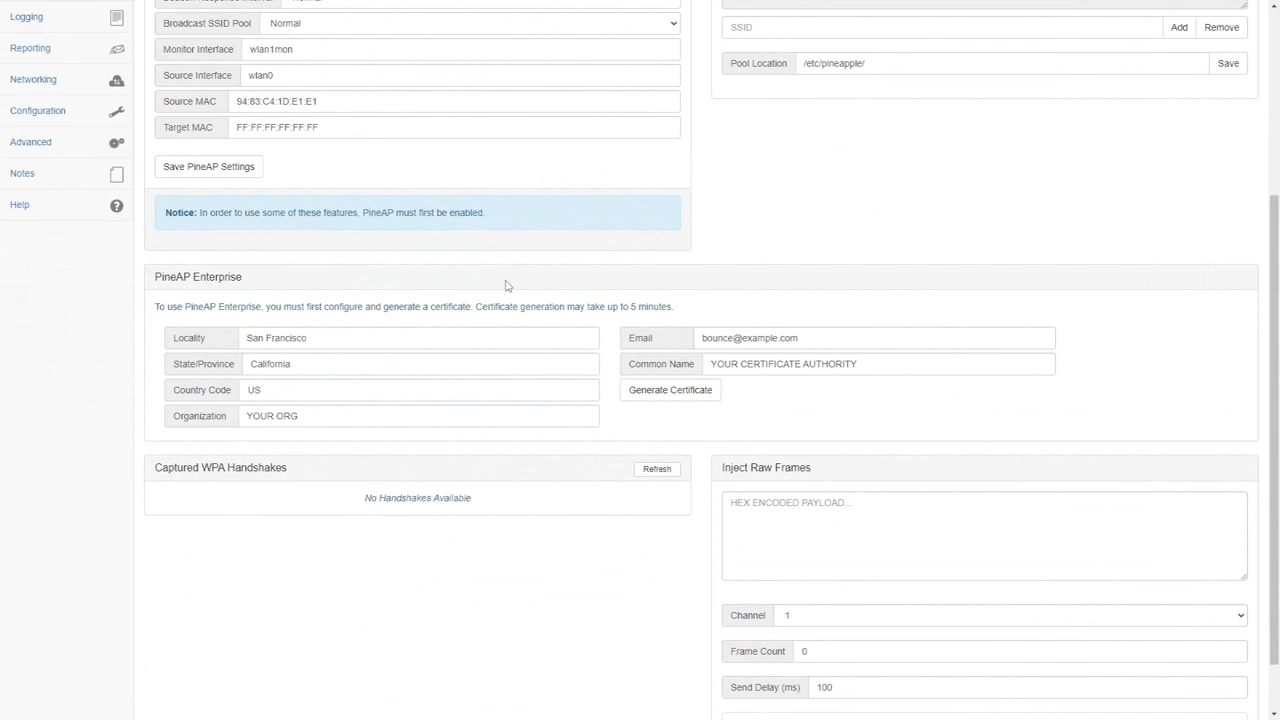 Logging
Reporting
Networking
Configuration
Advanced
Notes
Help
Broadcast SSID Pool Normal
Monitor Interface wlan1mon
Source Interface wlan0
Source MAC 94:83:C4:1D:E1:E1
Target MAC FF:FF:FF:FF:FF:FF
Save PineAP Settings
Notice: In order to use some of these features, PineAP must first be enabled.
SSID Add Remove
Pool Location /etc/pineapple/ Save
PineAP Enterprise
To use PineAP Enterprise, you must first configure and generate a certificate. Certificate generation may take up to 5 minutes.
Locality San Francisco
State/Province California
Country Code US
Organization YOUR ORG
Email bounce@example.com
Common Name YOUR CERTIFICATE AUTHORITY
Generate Certificate
Captured WPA Handshakes Refresh
No Handshakes Available
Inject Raw Frames
HEX ENCODED PAYLOAD...
Channel 1
Frame Count 0
Send Delay (ms) 100